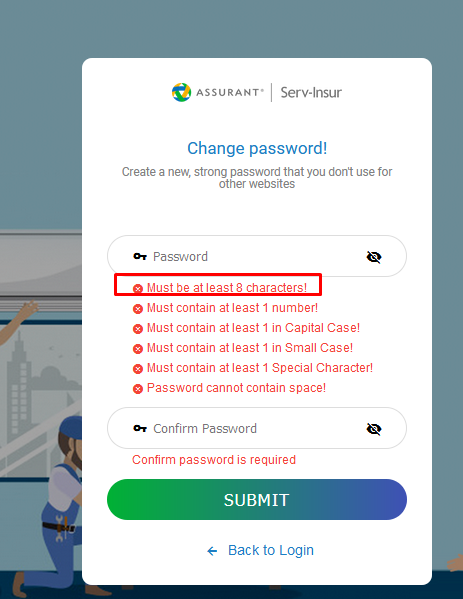 ASSURANT® Serv-Insur
Change password!
Create a new, strong password that you don't use for
other websites
Password
Must be at least 8 characters!
Must contain at least 1 number!
Must contain at least 1 in Capital Case!
Must contain at least 1 in Small Case!
Must contain at least 1 Special Character!
Password cannot contain space!
Confirm Password
Confirm password is required
SUBMIT
Back to Login